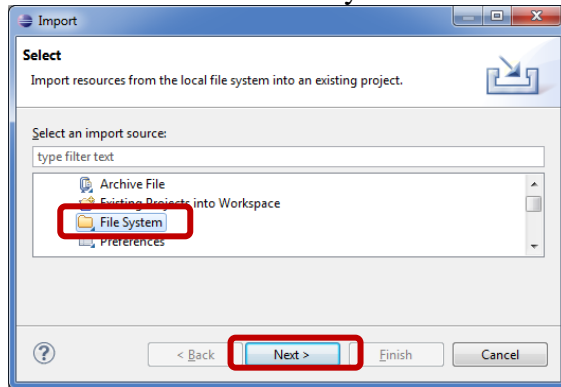 Import
Select
Import resources from the local file system into an existing project.
Select an import source:
type filter text
Archive File
Existing Projects into Workspace
File System
Preferences
? < Back Next > Finish Cancel